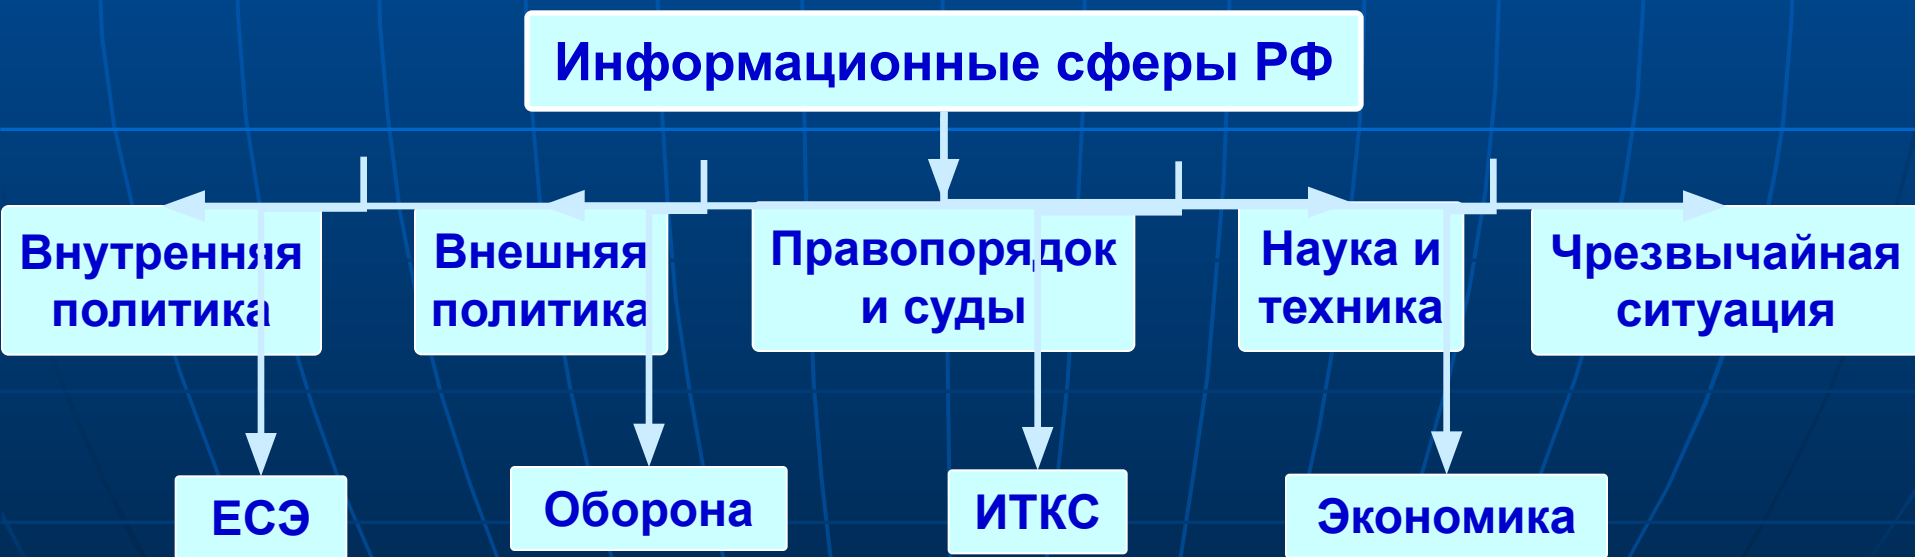 Информационные сферы РФ
Внутренняя
политика
Внешняя
политика
Правопорядок
и суды
Наука и
техника
Чрезвычайная
ситуация
ЕСЭ
Оборона
ИТКС
Экономика